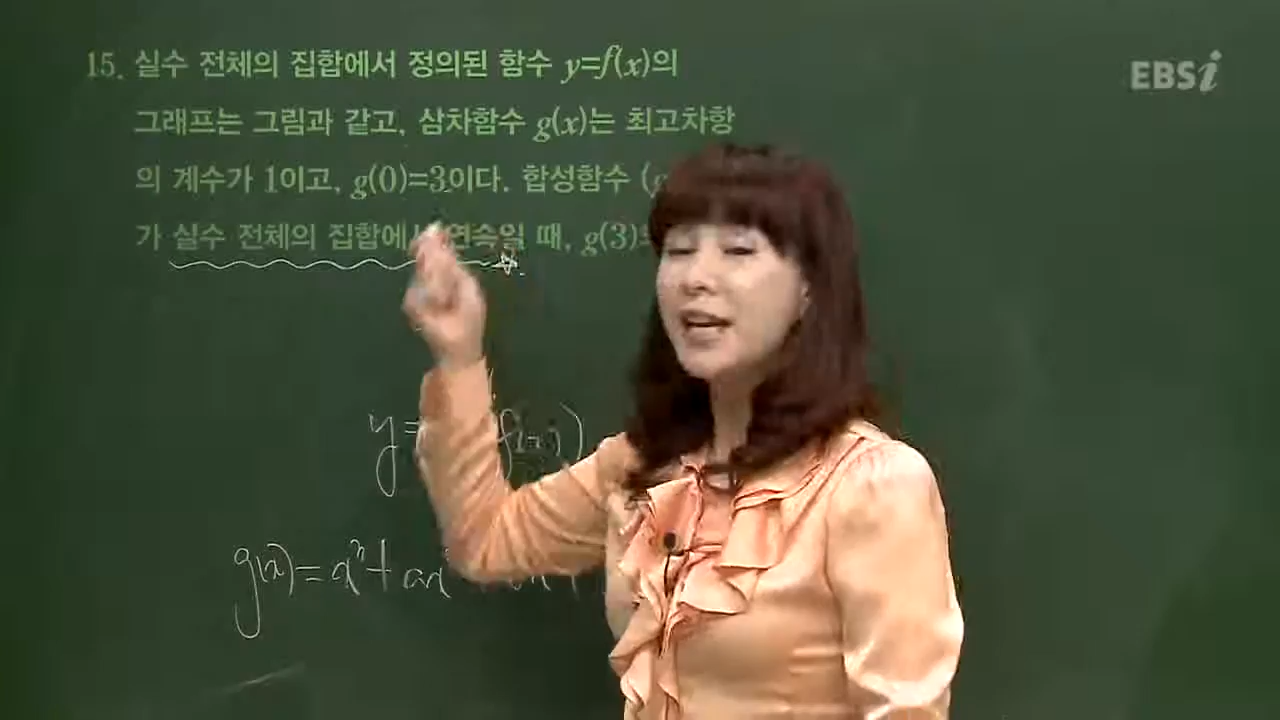 15. 실수 전체의 집합에서 정의된 함수 y=f(x)의
EBSi
그래프는 그림과 같고, 삼차함수 g(x)는 최고차항
의 계수가 1이고, g(0)=3이다. 합성함수 (g
가 실수 전체의 집합에서 연속일 때, g(3)의
y= f(x))
g(x)=x³+ax